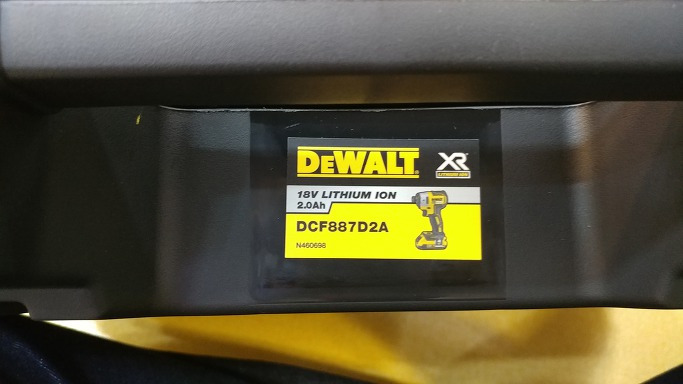 DEWALT
XR
LITHIUM ION
18V LITHIUM ION
2.0Ah
DCF887D2A
N460698